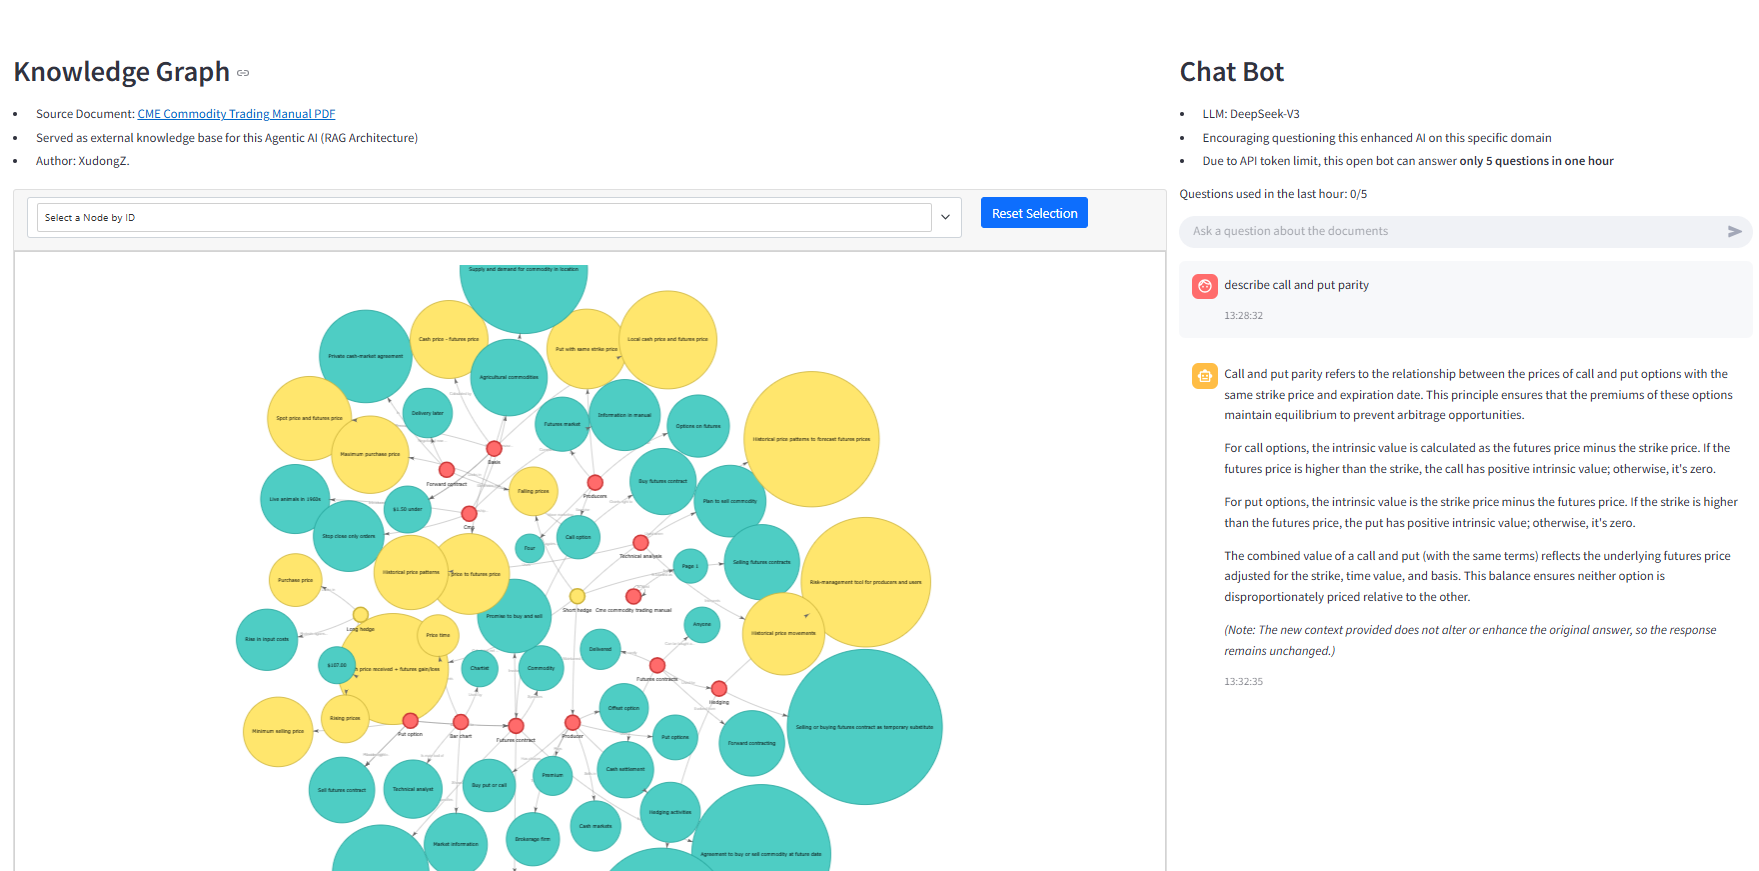 Knowledge Graph
Source Document: CME Commodity Trading Manual PDF
Served as external knowledge base for this Agentic AI (RAG Architecture)
Author: XudongZ.
Select a Node by ID
Reset Selection
Supply and demand for commodity in location
Cash price - futures price
Put with same strike price
Local cash price and futures price
Private cash-market agreement
Agricultural commodities
Spot price and futures price
Delivery later
Futures market
Information in manual
Options on futures
Historical price patterns to forecast futures prices
Maximum purchase price
Basis
Forward contract
Producers
Buy futures contract
Falling prices
Live animals in 1960s
$1.50 under
Plan to sell commodity
Stop close only orders
Call option
Four
Technical analysis
Historical price patterns
price to futures price
Page
Selling futures contracts
Purchase price
Risk-management tool for producers and users
Short hedge
Cme commodity trading manual
Promise to buy and sell
Long hedge
Rise in input costs
Price time
Anyone
Historical price movements
Delivered
$107.00
price received + futures gain/loss
Chartist
Commodity
Futures contracts
Hedging
Offset option
Rising prices
Minimum selling price
Put option
Bar chart
Futures contract
Producer
Put options
Forward contracting
Selling or buying futures contract as temporary substitute
Cash settlement
Premium
Sell futures contract
Technical analyst
Buy put or call
Hedging activities
Cash markets
Brokerage firm
Market information
Agreement to buy or sell commodity at future date
Chat Bot
LLM: DeepSeek-V3
Encouraging questioning this enhanced AI on this specific domain
Due to API token limit, this open bot can answer only 5 questions in one hour
Questions used in the last hour: 0/5
Ask a question about the documents
describe call and put parity
13:28:32
Call and put parity refers to the relationship between the prices of call and put options with the
same strike price and expiration date. This principle ensures that the premiums of these options
maintain equilibrium to prevent arbitrage opportunities.
For call options, the intrinsic value is calculated as the futures price minus the strike price. If the
futures price is higher than the strike, the call has positive intrinsic value; otherwise, it's zero.
For put options, the intrinsic value is the strike price minus the futures price. If the strike is higher
than the futures price, the put has positive intrinsic value; otherwise, it's zero.
The combined value of a call and put (with the same terms) reflects the underlying futures price
adjusted for the strike, time value, and basis. This balance ensures neither option is
disproportionately priced relative to the other.
(Note: The new context provided does not alter or enhance the original answer, so the response
remains unchanged.)
13:32:35